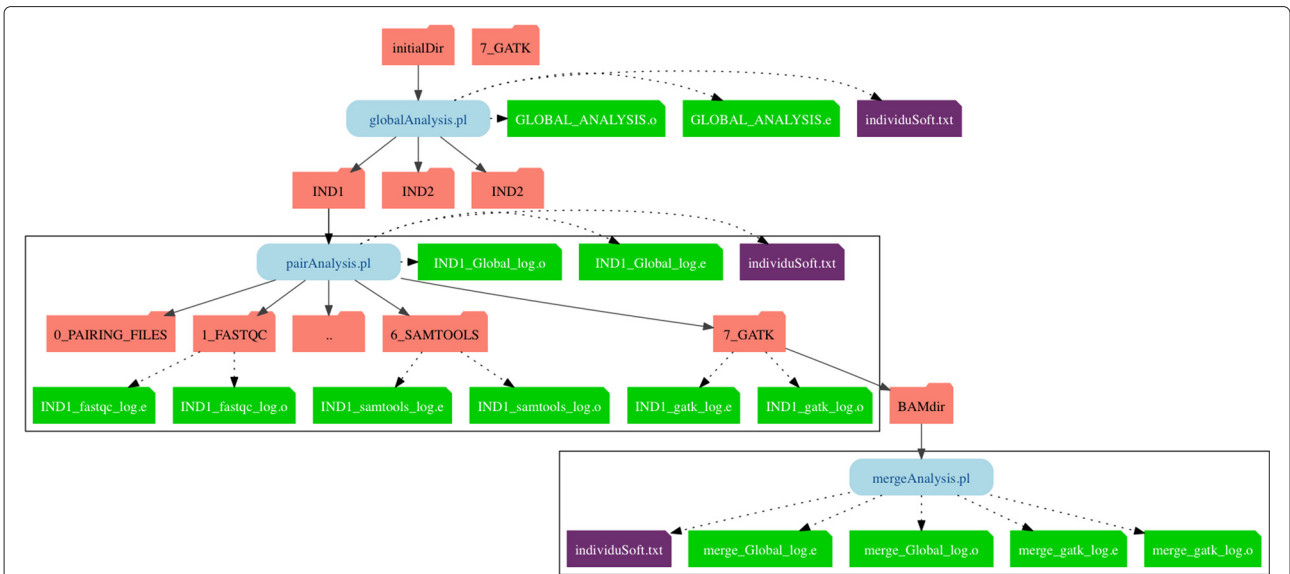 initialDir
7_GATK
globalAnalysis.pl
GLOBAL_ANALYSIS.o
GLOBAL_ANALYSIS.e
individuSoft.txt
IND1
IND2
IND2
pairAnalysis.pl
IND1_Global_log.o
IND1_Global_log.e
individuSoft.txt
0_PAIRING_FILES
1_FASTQC
..
6_SAMTOOLS
7_GATK
IND1_fastqc_log.e
IND1_fastqc_log.o
IND1_samtools_log.e
IND1_samtools_log.o
IND1_gatk_log.e
IND1_gatk_log.o
BAMdir
mergeAnalysis.pl
individuSoft.txt
merge_Global_log.e
merge_Global_log.o
merge_gatk_log.e
merge_gatk_log.o